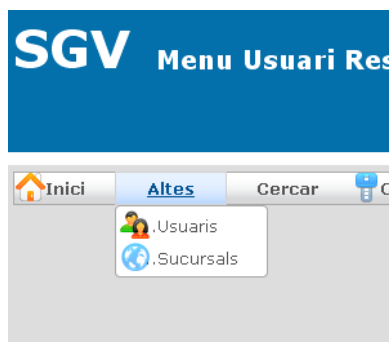 SGV Menu Usuari Res
Inici Altes Cercar C
.Usuaris
.Sucursals